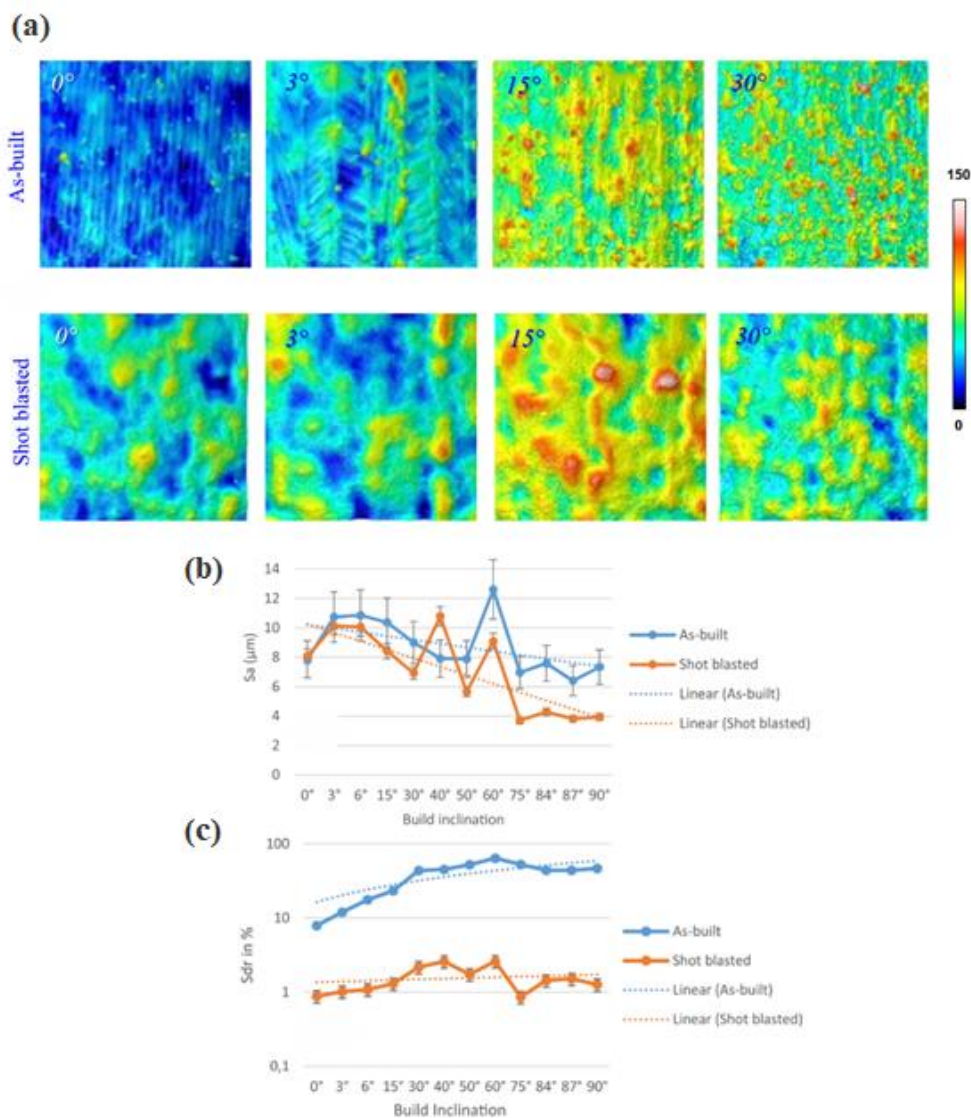 (a)
As-built
0°
3°
15°
30°
150
Shot blasted
0°
3°
15°
30°
0
(b)
Sa (µm)
14
12
10
8
6
4
2
0
0° 3° 6° 15° 30° 40° 50° 60° 75° 84° 87° 90°
Build inclination
As-built
Shot blasted
Linear (As-built)
Linear (Shot blasted)
(c)
Sdr in %
100
10
1
0,1
0° 3° 6° 15° 30° 40° 50° 60° 75° 84° 87° 90°
Build Inclination
As-built
Shot blasted
Linear (As-built)
Linear (Shot blasted)